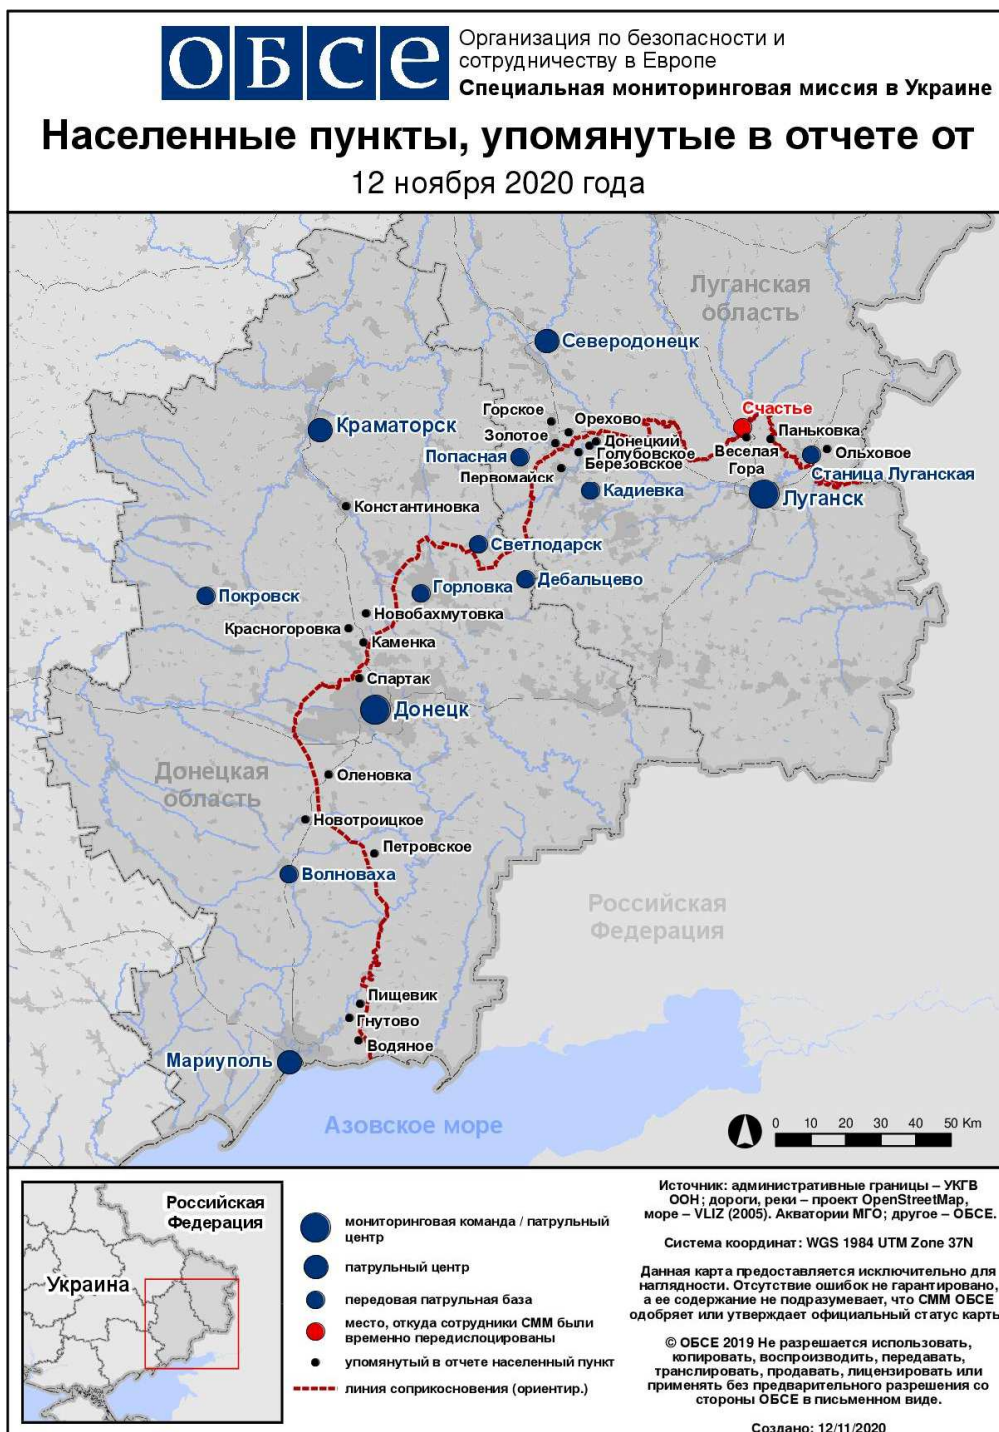 ОБСЕ
Организация по безопасности и
сотрудничеству в Европе
Специальная мониторинговая миссия в Украине
Населенные пункты, упомянутые в отчете от
12 ноября 2020 года
Луганская
область
Северодонецк
Счастье
Горское
Орехово
Паньковка
Краматорск
Золотое
Донецкий
Голубовское
Веселая
Гора
Ольховое
Попасная
Березовское
Станица Луганская
Первомайск
Кадиевка
Луганск
Константиновка
Светлодарск
Дебальцево
Горловка
Покровск
Новобахмутовка
Красногоровка
Каменка
Спартак
Донецк
Донецкая
область
Оленовка
Новотроицкое
Петровское
Волноваха
Российская
Федерация
Пищевик
Гнутово
Водяное
Мариуполь
Азовское море
0 10 20 30 40 50 Km
Российская
Федерация
Украина
мониторинговая команда / патрульный
центр
патрульный центр
передовая патрульная база
место, откуда сотрудники СММ были
временно передислоцированы
упомянутый в отчете населенный пункт
линия соприкосновения (ориентир.)
Источник: административные границы – УКГВ
ООН; дороги, реки – проект OpenStreetMap,
море – VLIZ (2005). Акватории МГО; другое – ОБСЕ.
Система координат: WGS 1984 UTM Zone 37N
Данная карта предоставляется исключительно для
наглядности. Отсутствие ошибок не гарантировано,
а ее содержание не подразумевает, что СММ ОБСЕ
одобряет или утверждает официальный статус карты
© ОБСЕ 2019 Не разрешается использовать,
копировать, воспроизводить, передавать,
транслировать, продавать, лицензировать или
применять без предварительного разрешения со
стороны ОБСЕ в письменном виде.
Создано: 12/11/2020